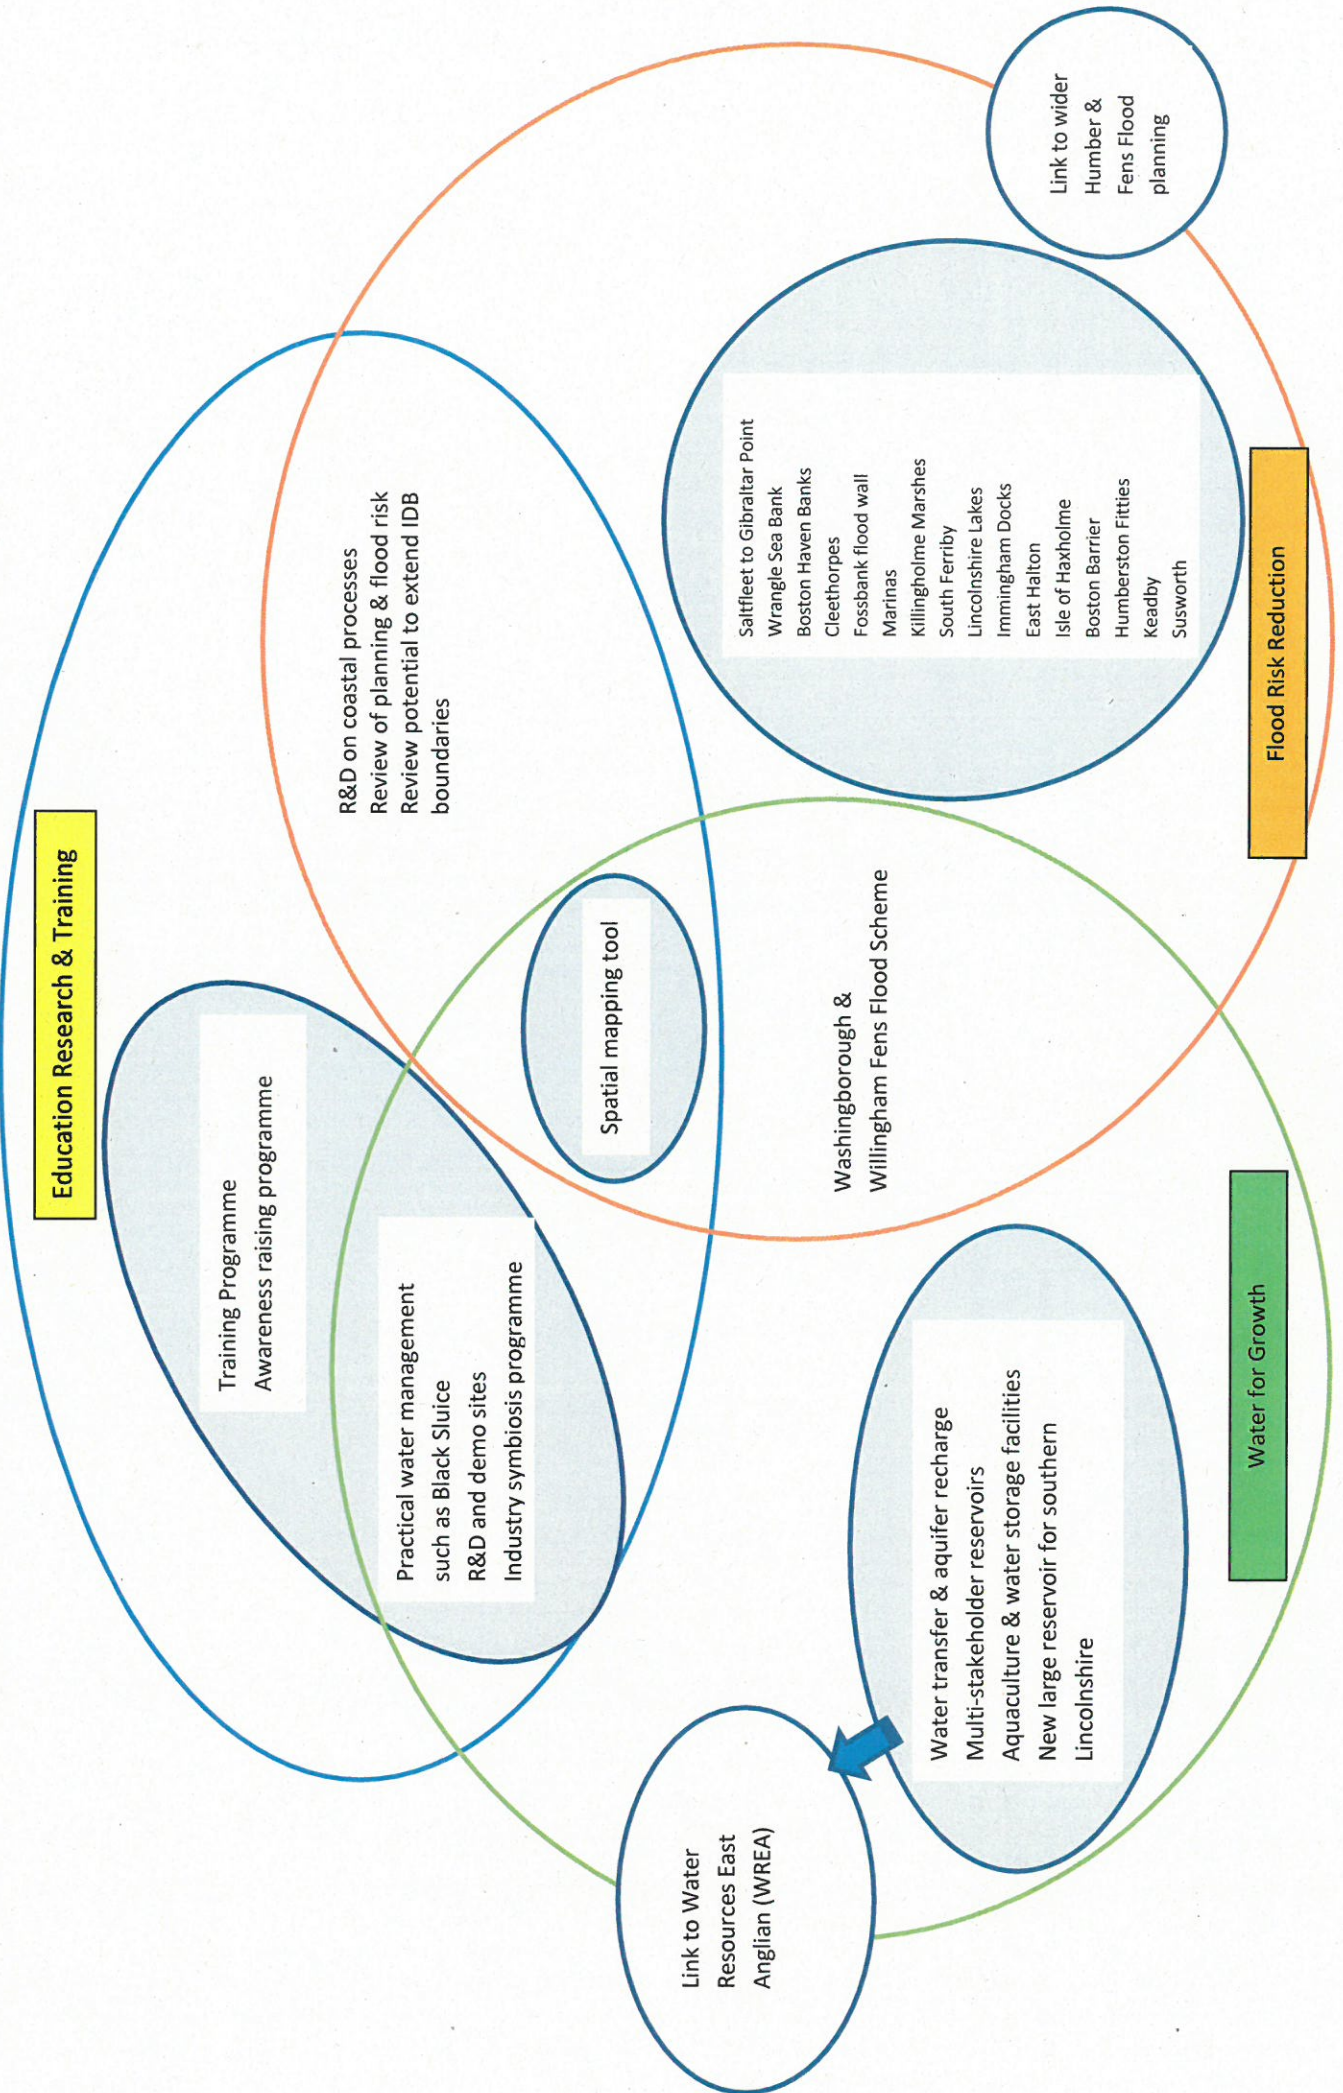 Education Research & Training
Training Programme
Awareness raising programme
Practical water management
such as Black Sluice
R&D and demo sites
Industry symbiosis programme
R&D on coastal processes
Review of planning & flood risk
Review potential to extend IDB
boundaries
Spatial mapping tool
Link to Water
Resources East
Anglian (WREA)
Water transfer & aquifer recharge
Multi-stakeholder reservoirs
Aquaculture & water storage facilities
New large reservoir for southern
Lincolnshire
Washingborough &
Willingham Fens Flood Scheme
Saltfleet to Gibraltar Point
Wrangle Sea Bank
Boston Haven Banks
Cleethorpes
Fossbank flood wall
Marinas
Killingholme Marshes
South Ferriby
Lincolnshire Lakes
Immingham Docks
East Halton
Isle of Haxholme
Boston Barrier
Humberston Fitties
Keadby
Susworth
Link to wider
Humber &
Fens Flood
planning
Water for Growth
Flood Risk Reduction